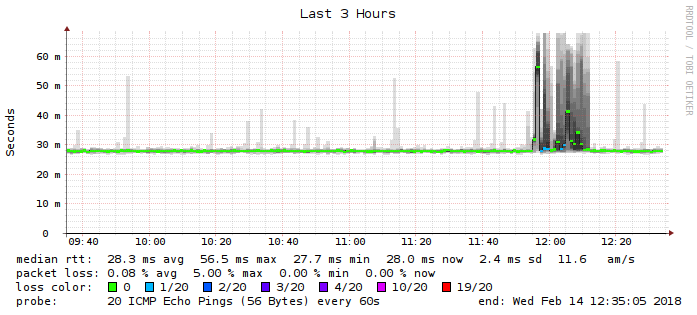 Last 3 Hours
RRDTOOL / TOBI OETIKER
Seconds
60 m
50 m
40 m
30 m
20 m
10 m
0
09:40 10:00 10:20 10:40 11:00 11:20 11:40 12:00 12:20
median rtt: 28.3 ms avg 56.5 ms max 27.7 ms min 28.0 ms now 2.4 ms sd 11.6 am/s
packet loss: 0.08 % avg 5.00 % max 0.00 % min 0.00 % now
loss color: 0 1/20 2/20 3/20 4/20 10/20 19/20
probe: 20 ICMP Echo Pings (56 Bytes) every 60s end: Wed Feb 14 12:35:05 2018